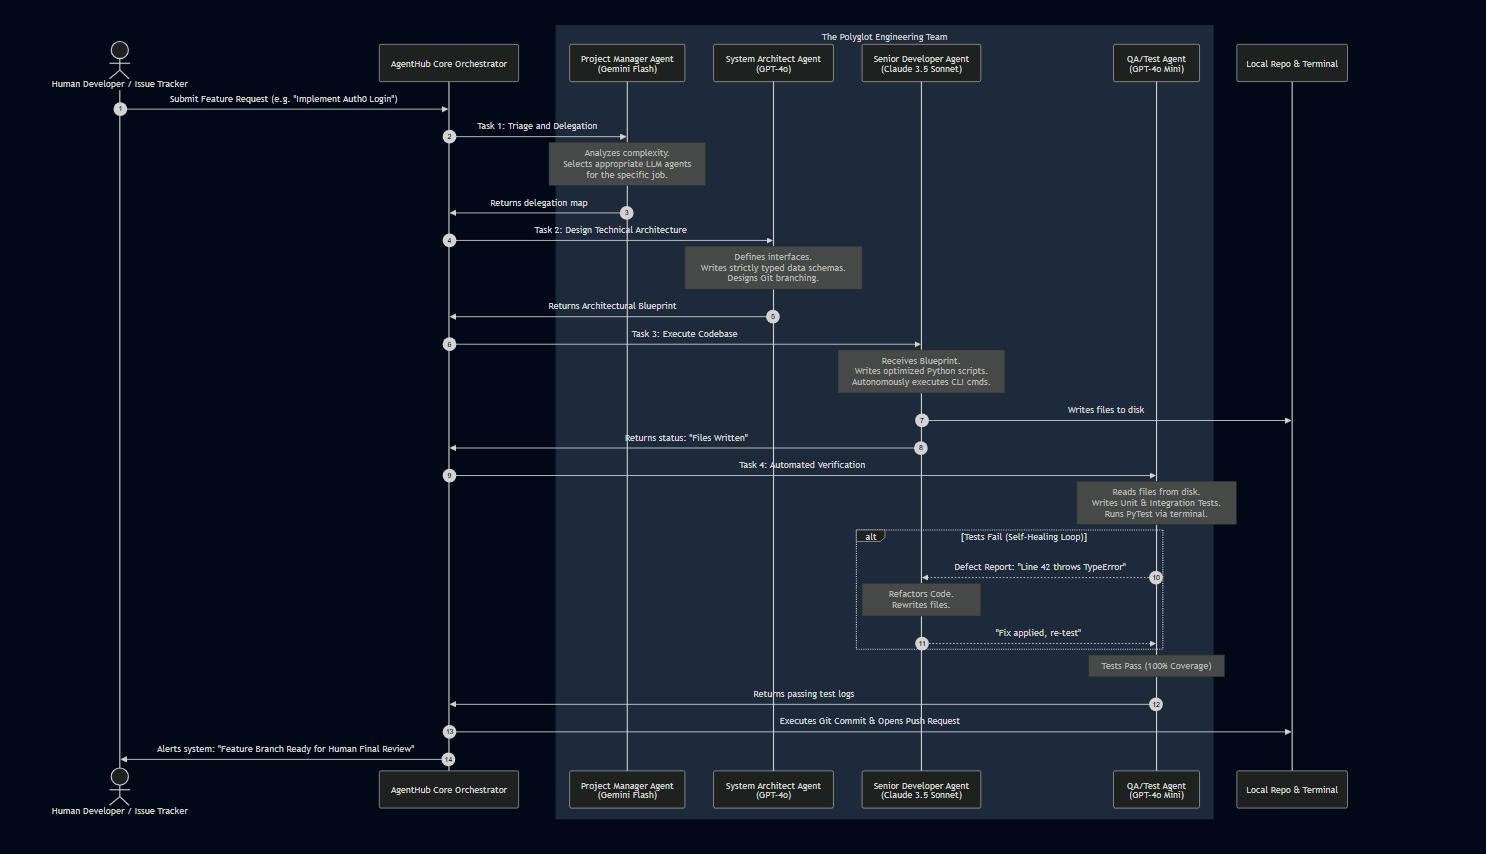 The Polyglot Engineering Team
Human Developer / Issue Tracker
AgentHub Core Orchestrator
Project Manager Agent
(Gemini Flash)
System Architect Agent
(GPT-4o)
Senior Developer Agent
(Claude 3.5 Sonnet)
QA/Test Agent
(GPT-4o Mini)
Local Repo & Terminal
Submit Feature Request (e.g. "Implement Auth0 Login")
1
Task 1: Triage and Delegation
2
Analyzes complexity.
Selects appropriate LLM agents
for the specific job.
Returns delegation map
3
Task 2: Design Technical Architecture
4
Defines interfaces.
Writes strictly typed data schemas.
Designs Git branching.
Returns Architectural Blueprint
5
Task 3: Execute Codebase
6
Receives Blueprint.
Writes optimized Python scripts.
Autonomously executes CLI cmds.
Writes files to disk
7
Returns status: "Files Written"
8
Task 4: Automated Verification
9
Reads files from disk.
Writes Unit & Integration Tests.
Runs PyTest via terminal.
alt
[Tests Fail (Self-Healing Loop)]
Defect Report: "Line 42 throws TypeError"
10
Refactors Code.
Rewrites files.
"Fix applied, re-test"
11
Tests Pass (100% Coverage)
Returns passing test logs
12
Executes Git Commit & Opens Push Request
13
Alerts system: "Feature Branch Ready for Human Final Review"
14
Human Developer / Issue Tracker
AgentHub Core Orchestrator
Project Manager Agent
(Gemini Flash)
System Architect Agent
(GPT-4o)
Senior Developer Agent
(Claude 3.5 Sonnet)
QA/Test Agent
(GPT-4o Mini)
Local Repo & Terminal